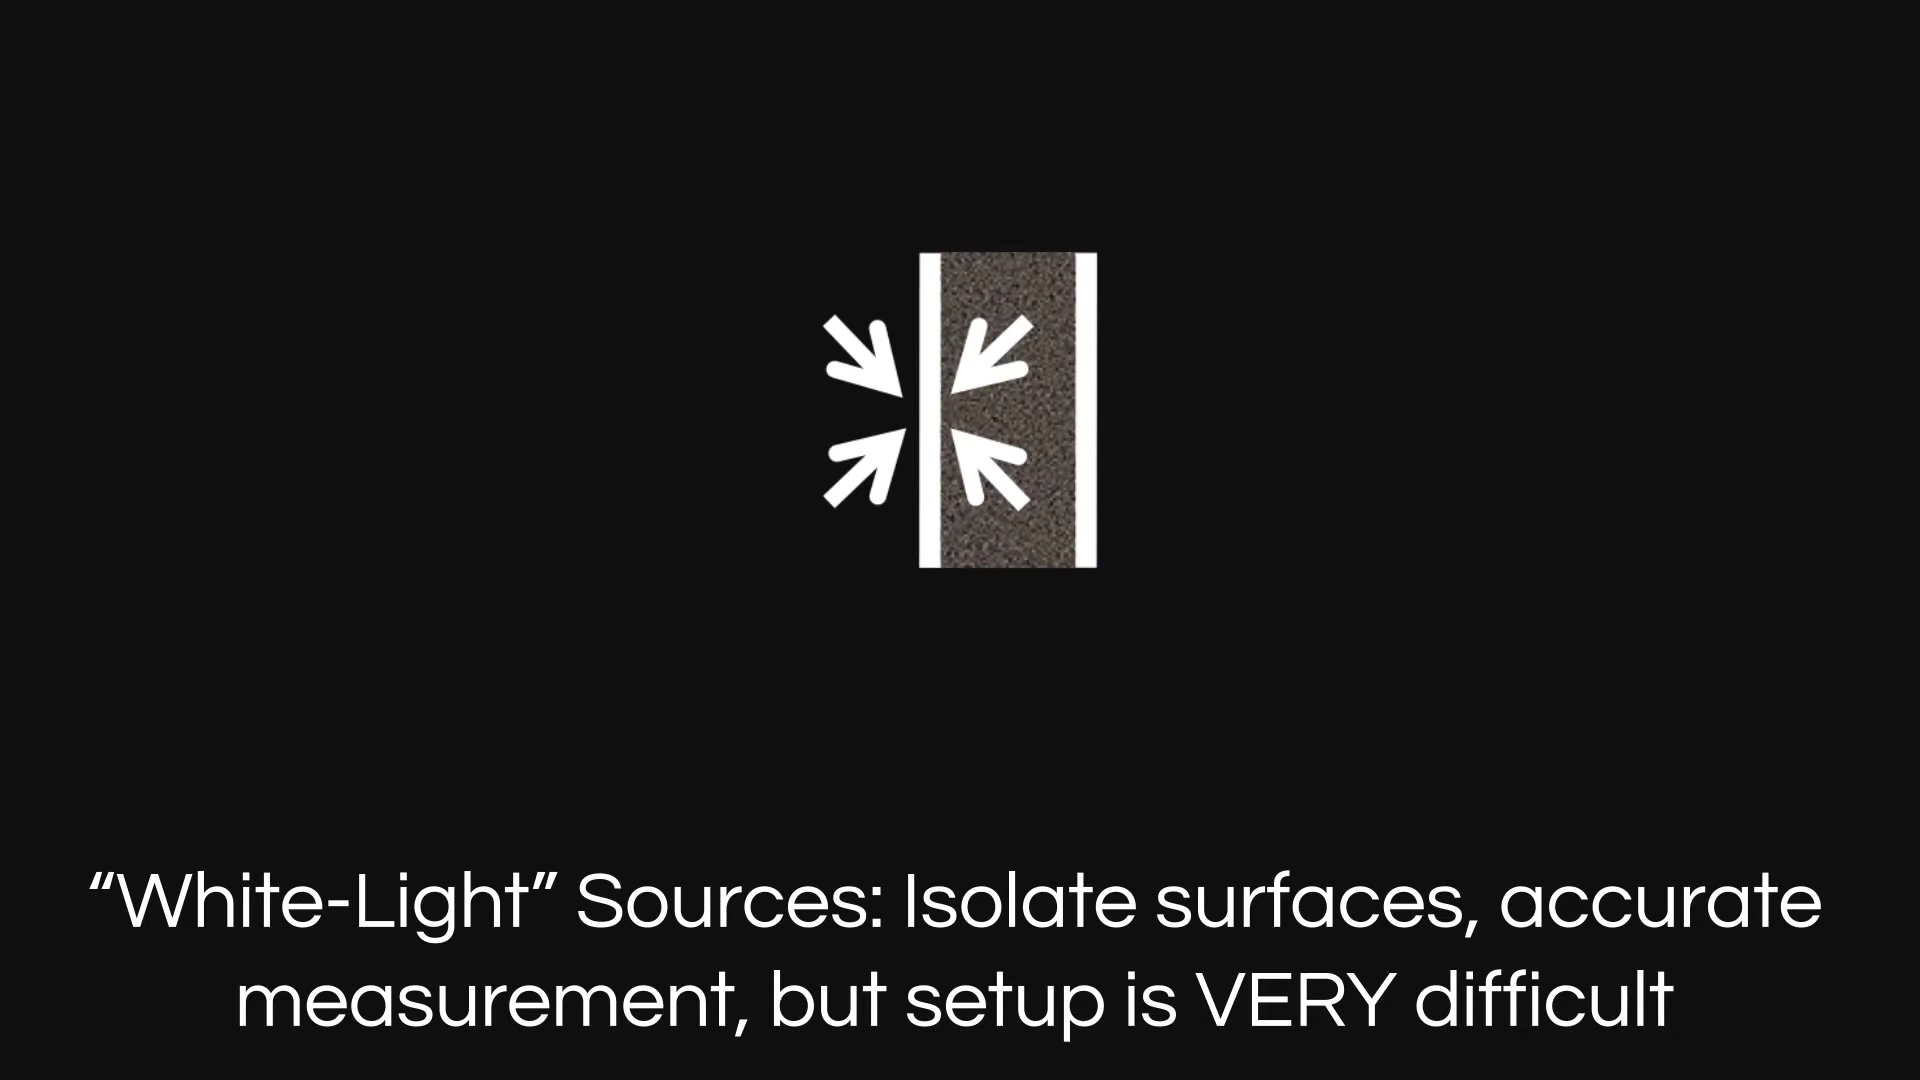 “White-Light” Sources: Isolate surfaces, accurate
measurement, but setup is VERY difficult